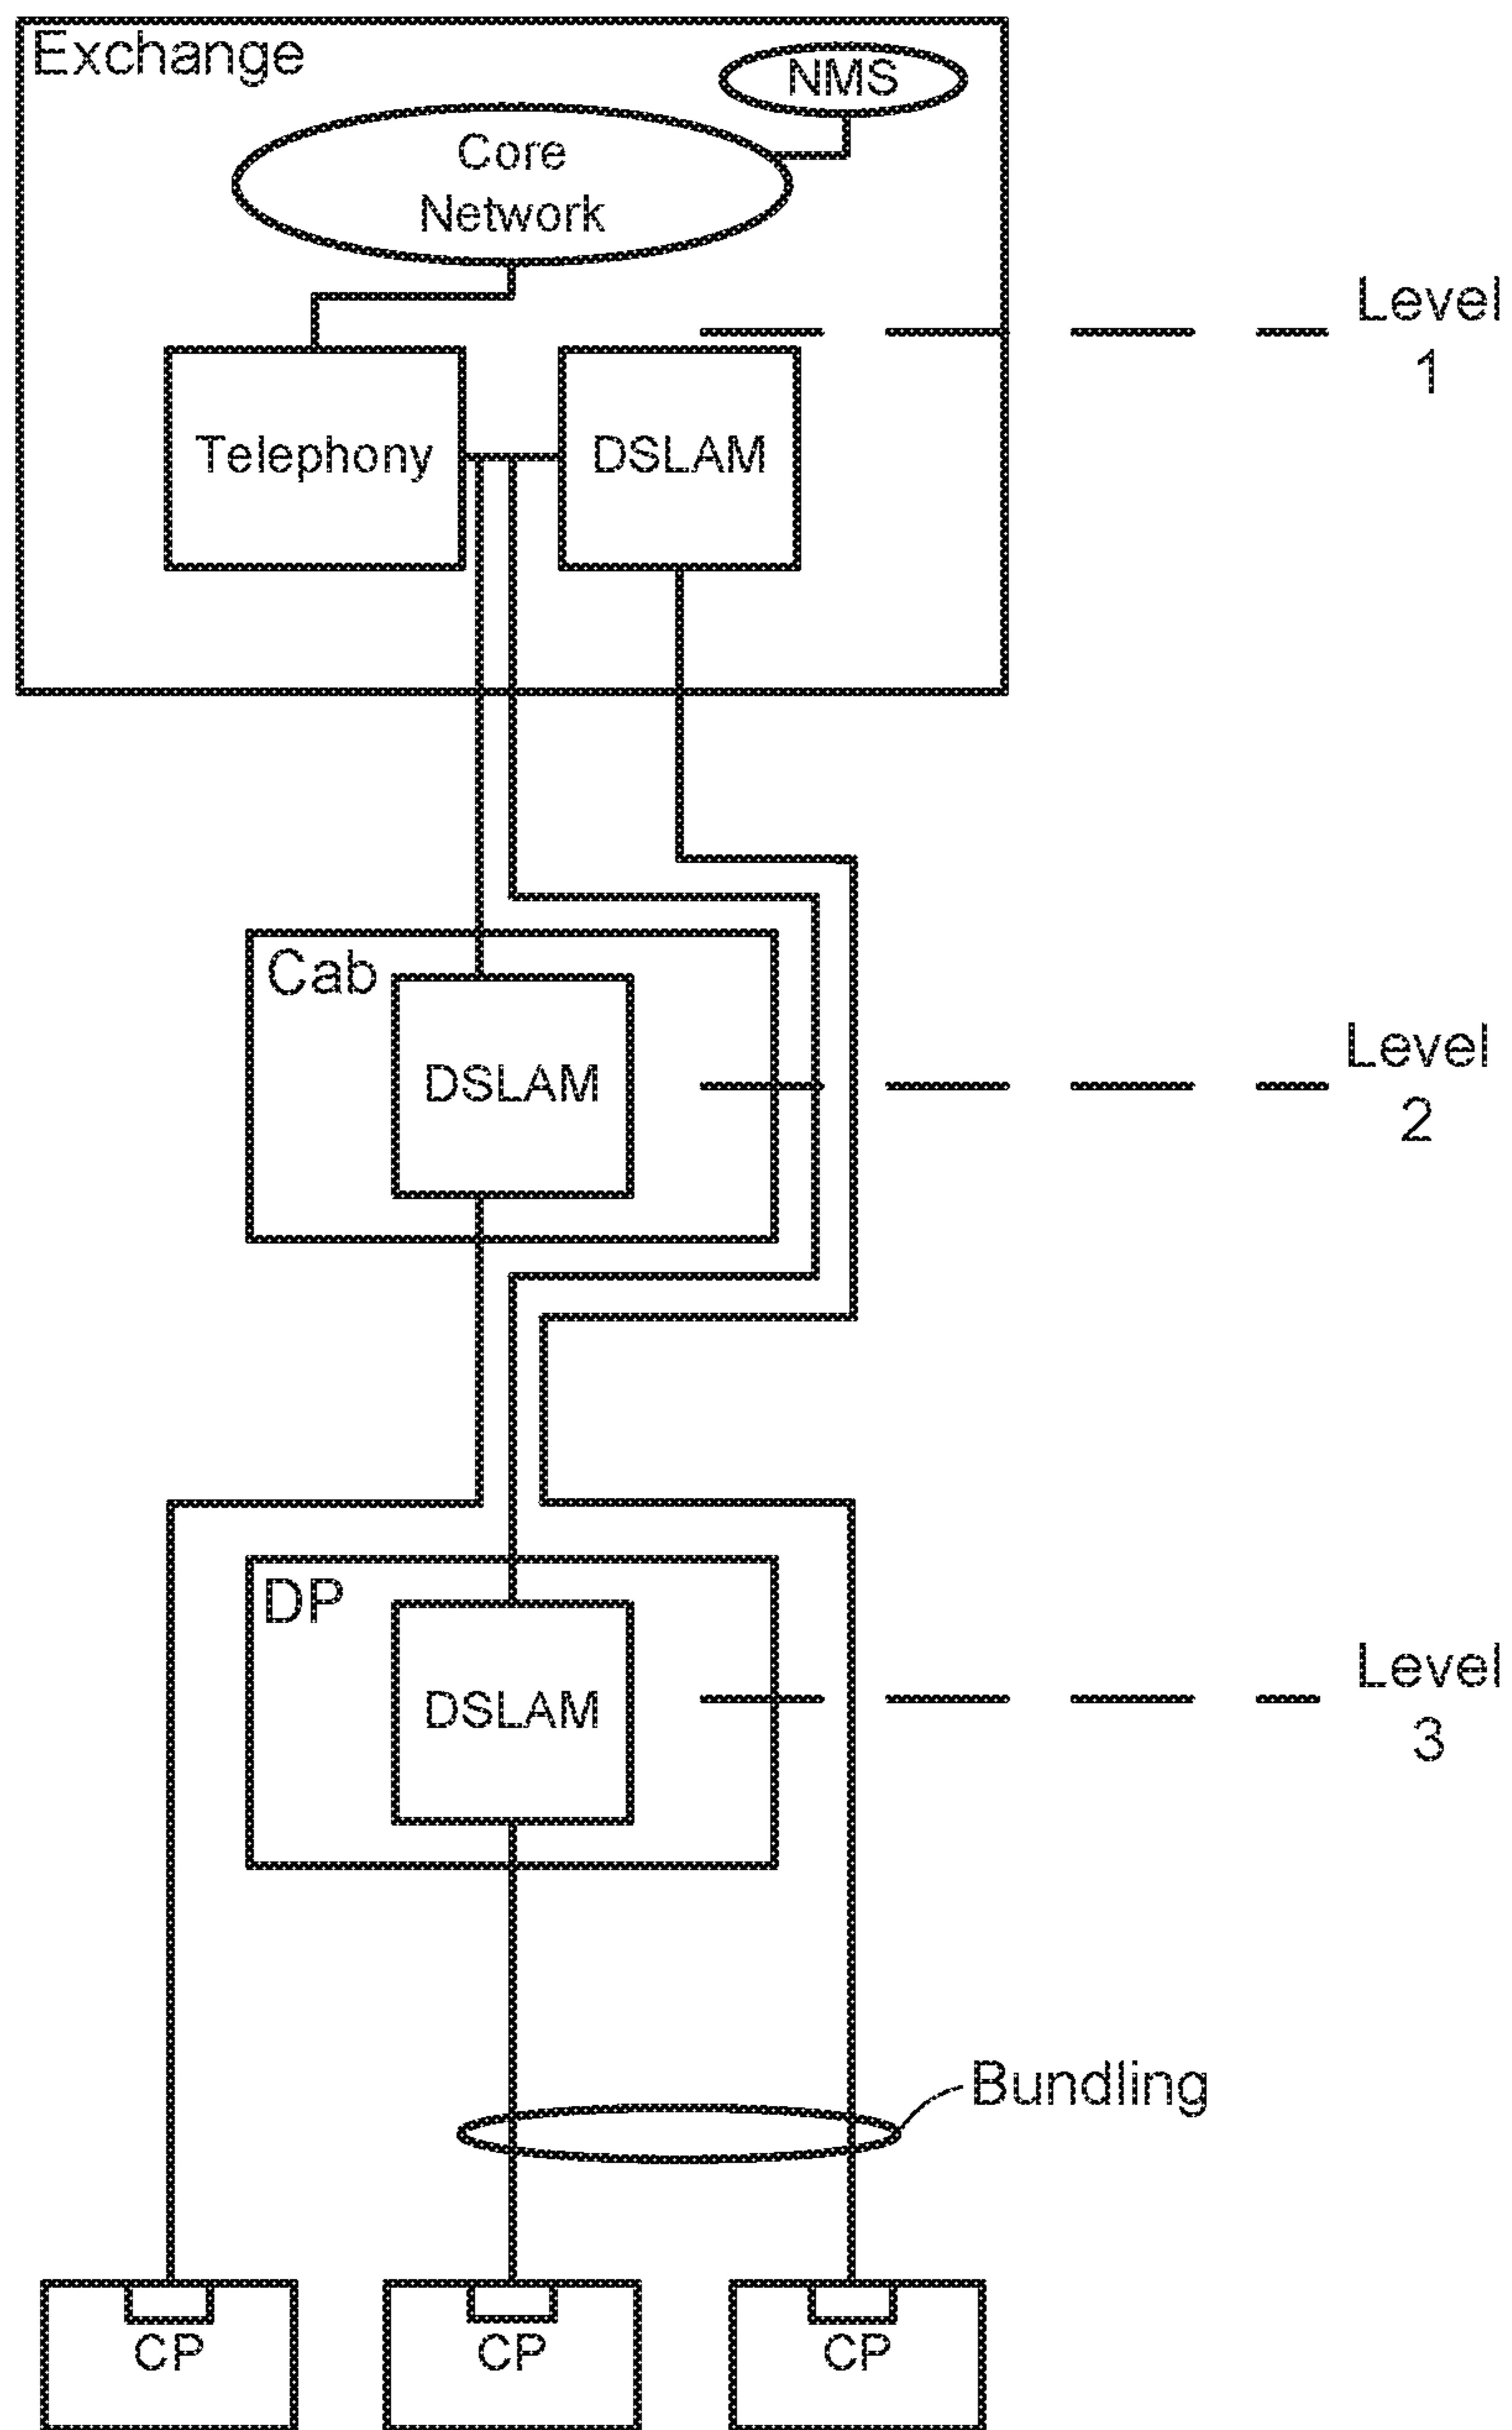 Exchange
NMS
Core
Network
Level
1
Telephony
DSLAM
Cab
DSLAM
Level
2
DP
DSLAM
Level
3
Bundling
CP
CP
CP